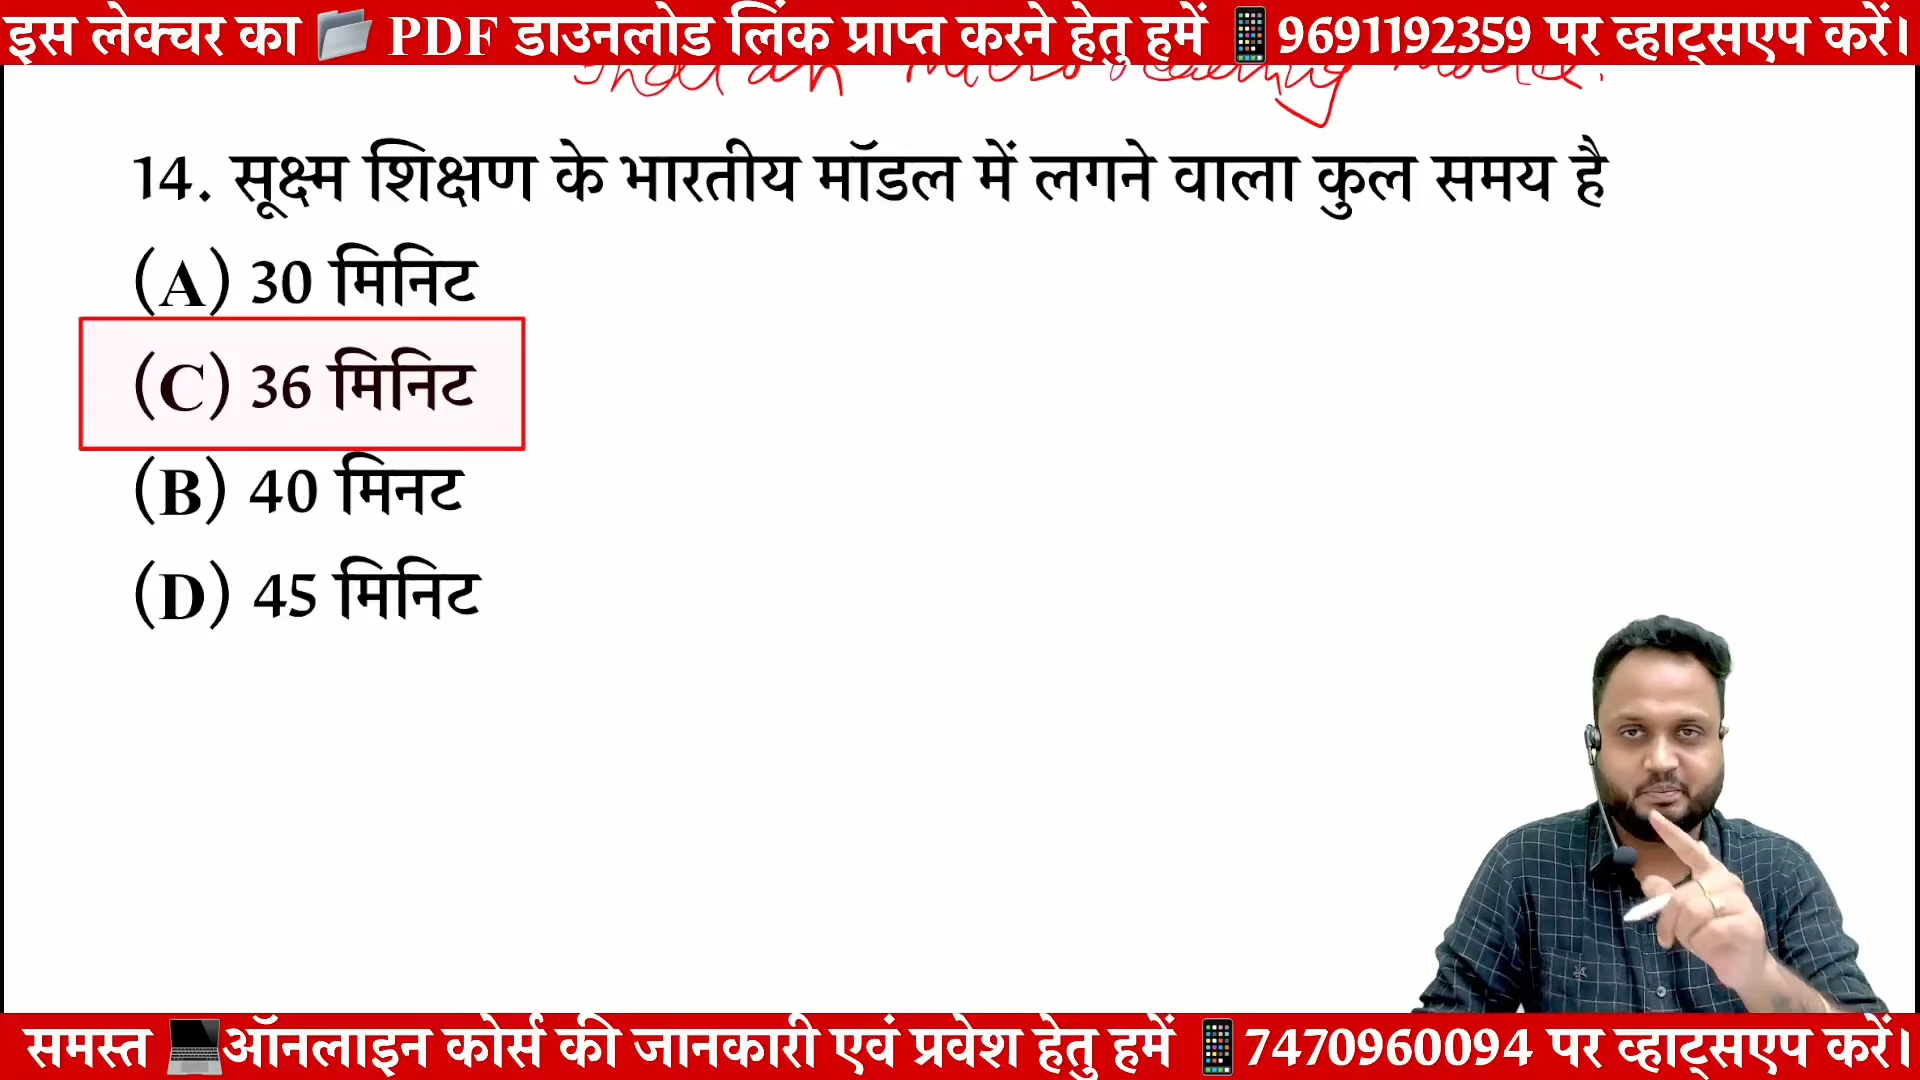 इस लेक्चर का PDF डाउनलोड लिंक प्राप्त करने हेतु हमें 9691192359 पर व्हाट्सएप करें।
14. सूक्ष्म शिक्षण के भारतीय मॉडल में लगने वाला कुल समय है
(A) 30 मिनिट
(C) 36 मिनिट
(B) 40 मिनट
(D) 45 मिनिट
समस्त ऑनलाइन कोर्स की जानकारी एवं प्रवेश हेतु हमें 7470960094 पर व्हाट्सएप करें।